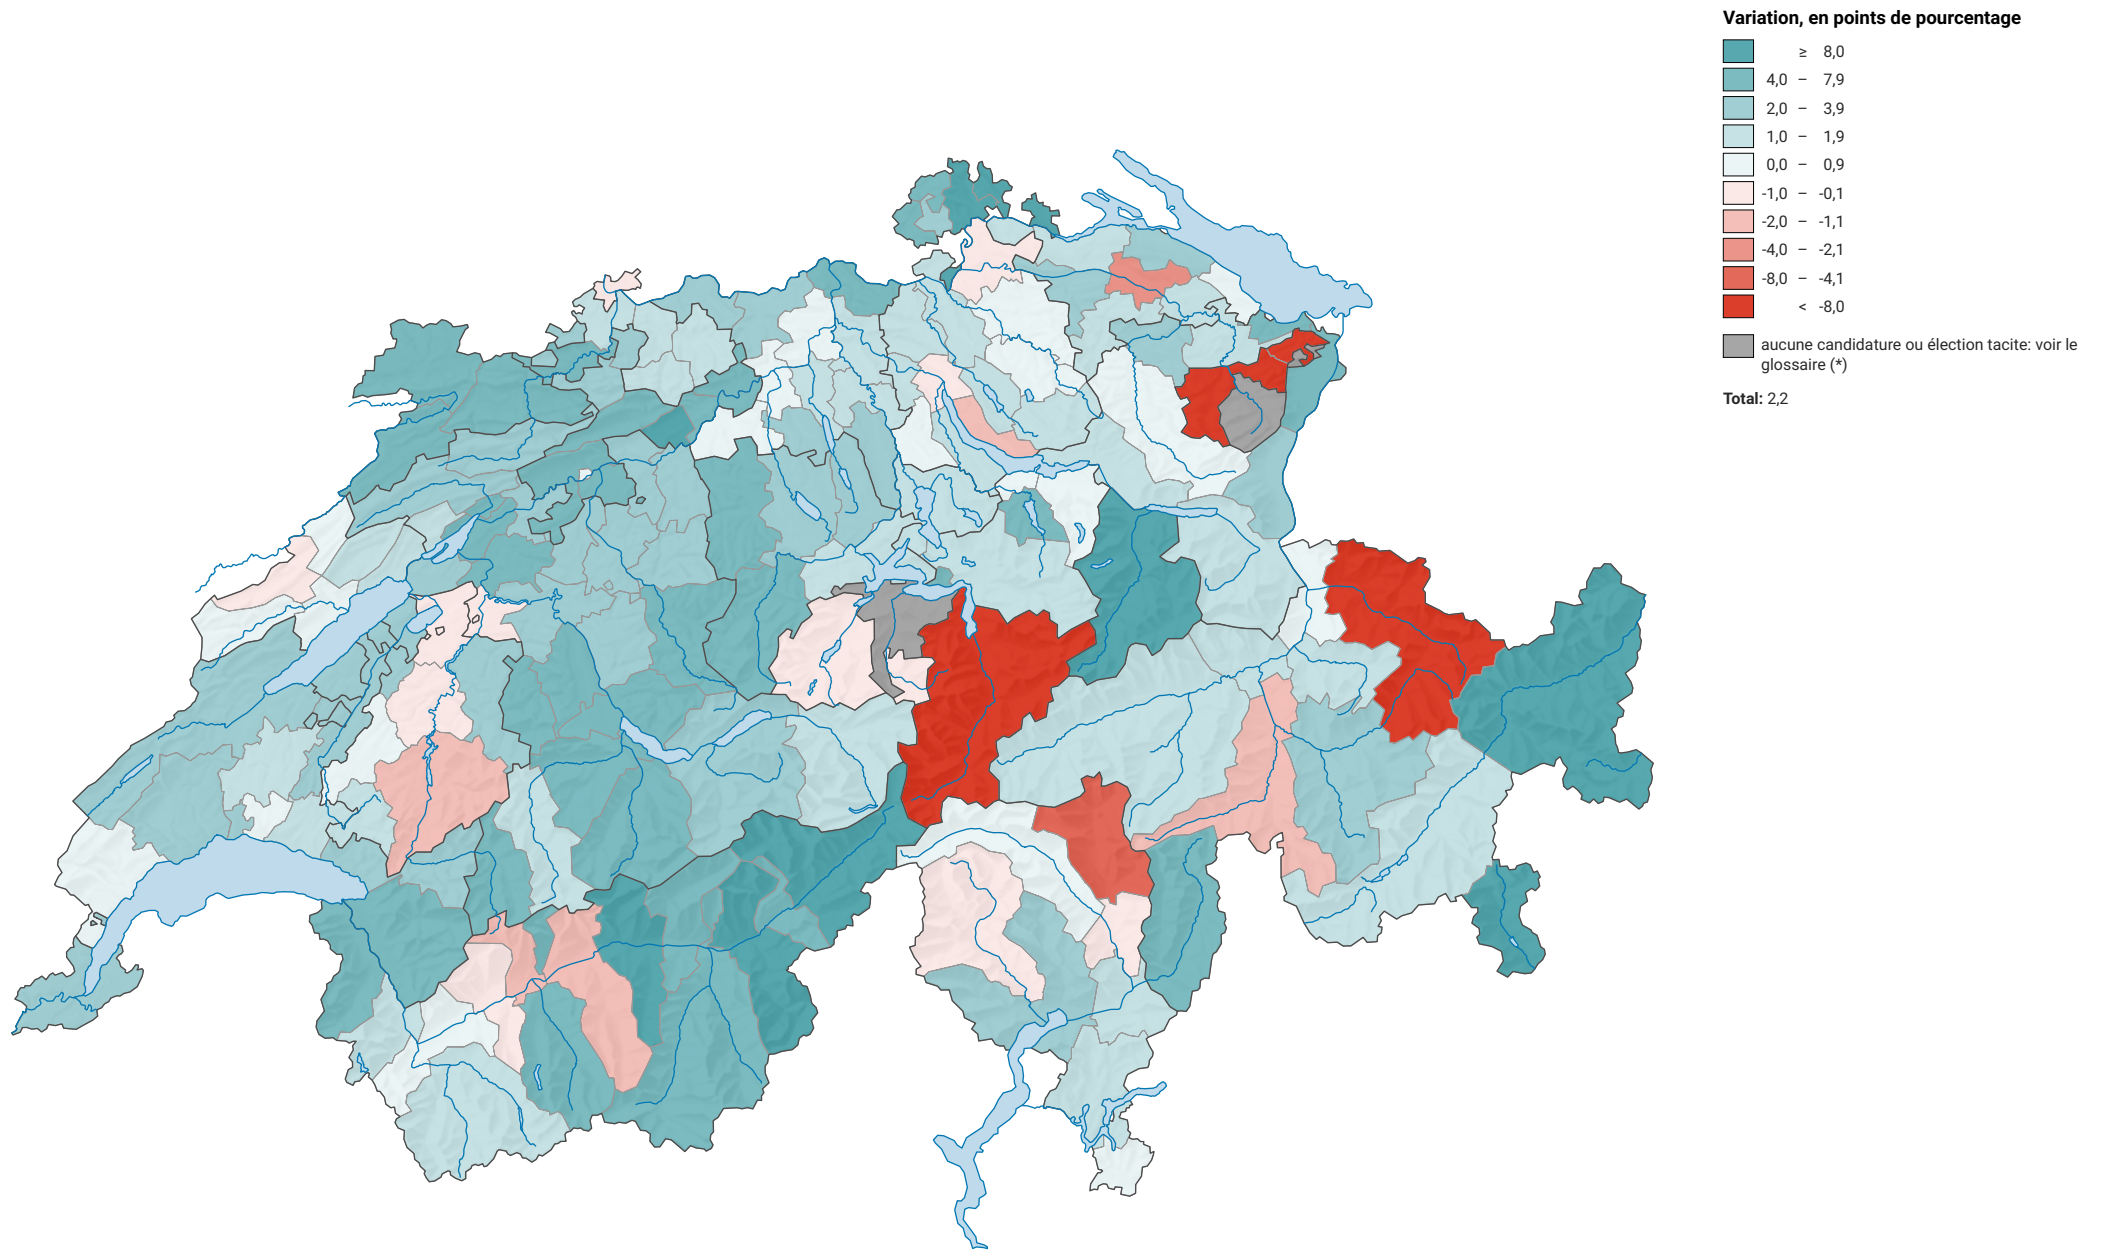 Variation, en points de pourcentage
≥ 8,0
4,0 – 7,9
2,0 – 3,9
1,0 – 1,9
0,0 – 0,9
-1,0 – -0,1
-2,0 – -1,1
-4,0 – -2,1
-8,0 – -4,1
< -8,0
aucune candidature ou élection tacite: voir le
glossaire (*)
Total: 2,2